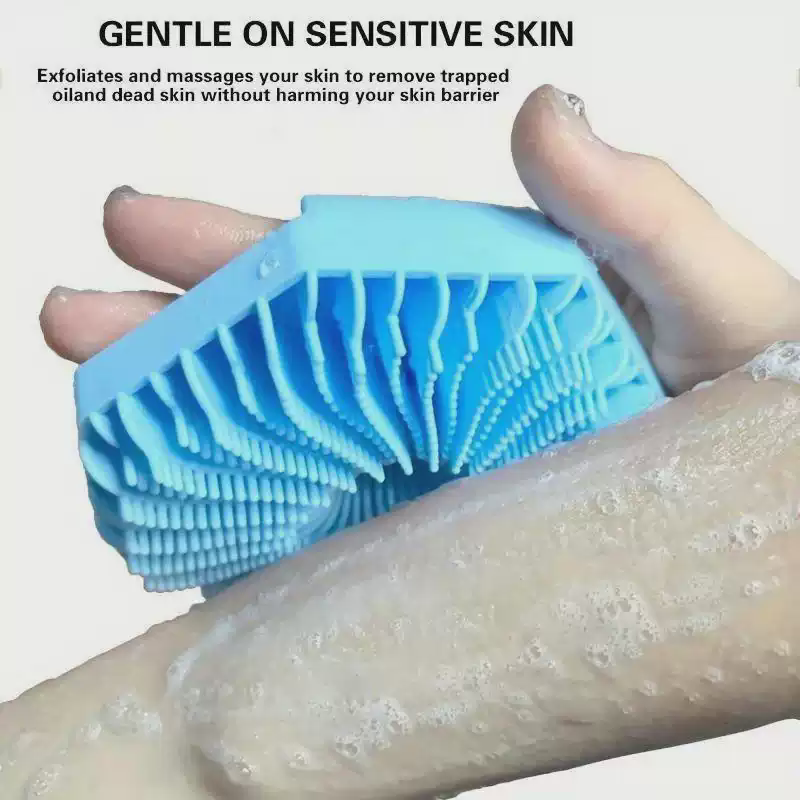 GENTLE ON SENSITIVE SKIN
Exfoliates and massages your skin to remove trapped
oiland dead skin without harming your skin barrier